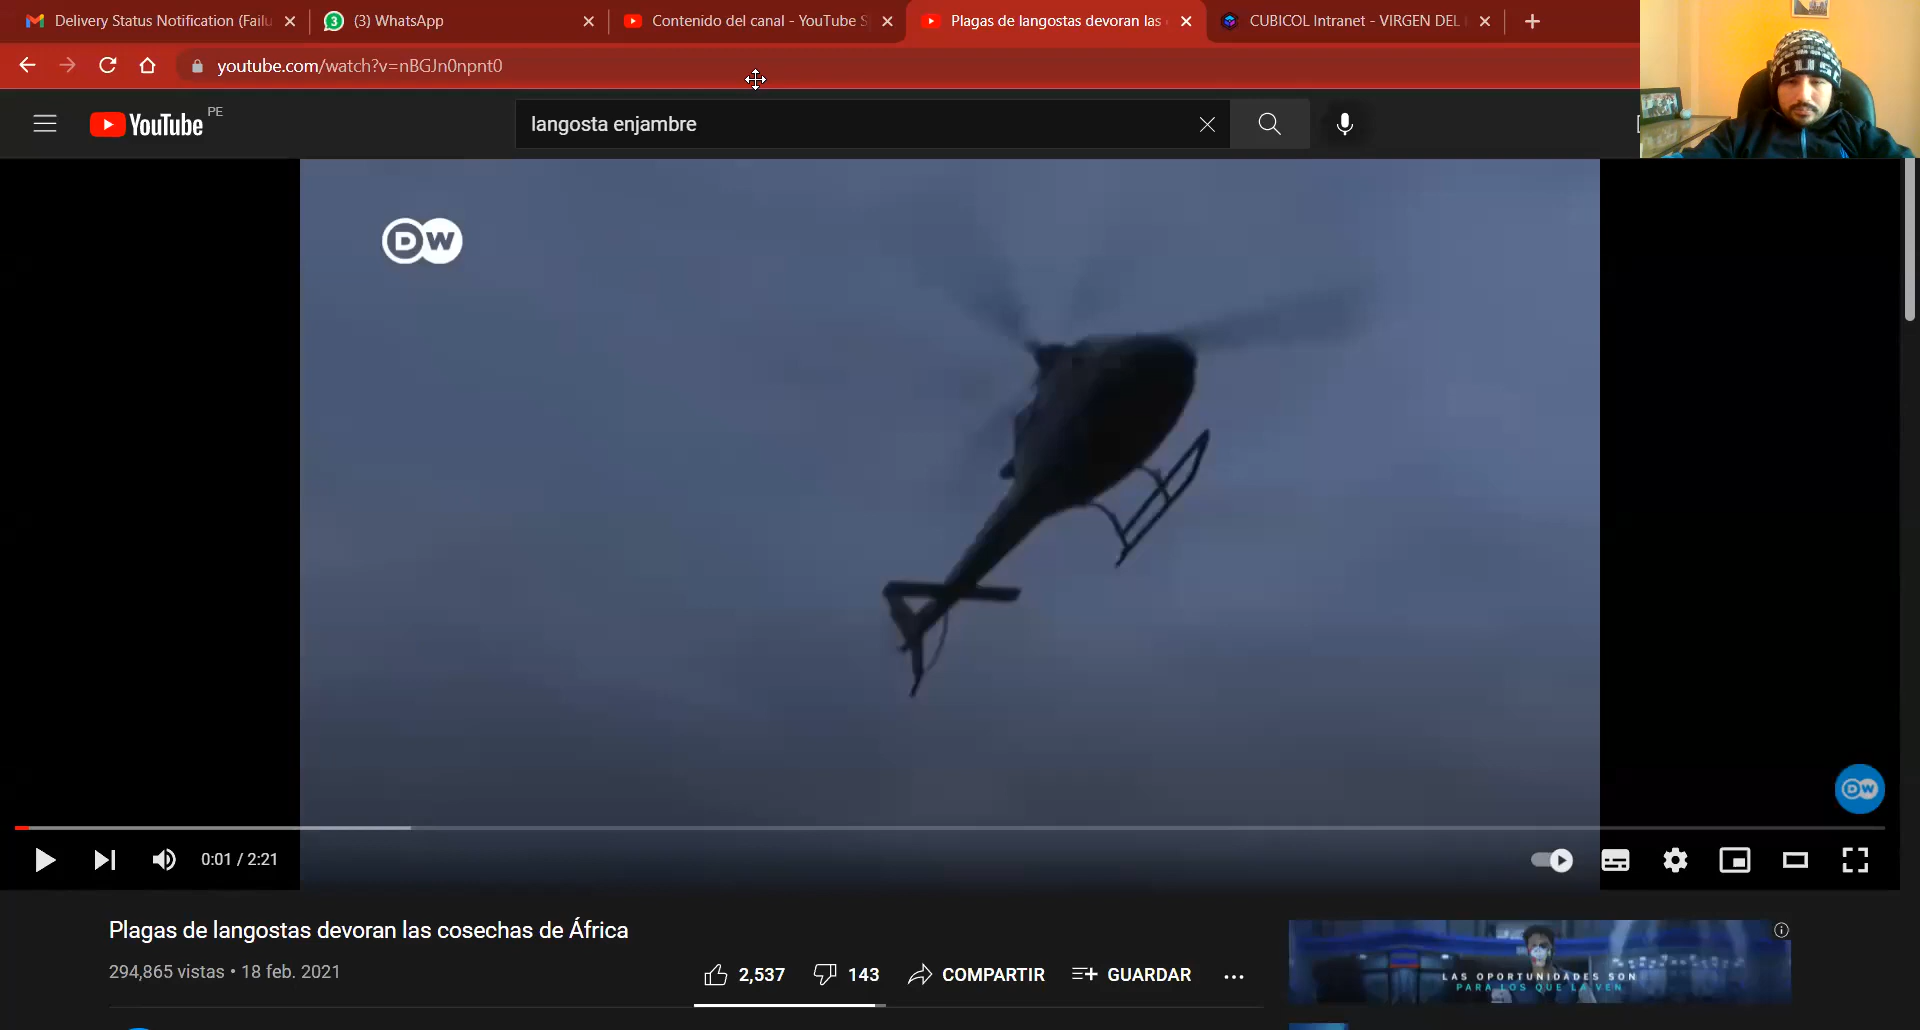 Delivery Status Notification (Failu
3 (3) WhatsApp
Contenido del canal - YouTube S
Plagas de langostas devoran las
CUBICOL Intranet - VIRGEN DEL
youtube.com/watch?v=nBGJn0npnt0
YouTube PE
langosta enjambre
CUS
DW
DW
0:01 / 2:21
Plagas de langostas devoran las cosechas de África
294,865 vistas • 18 feb. 2021
2,537
143
COMPARTIR
GUARDAR
LAS OPORTUNIDADES SON
PARA LOS QUE LA VEN